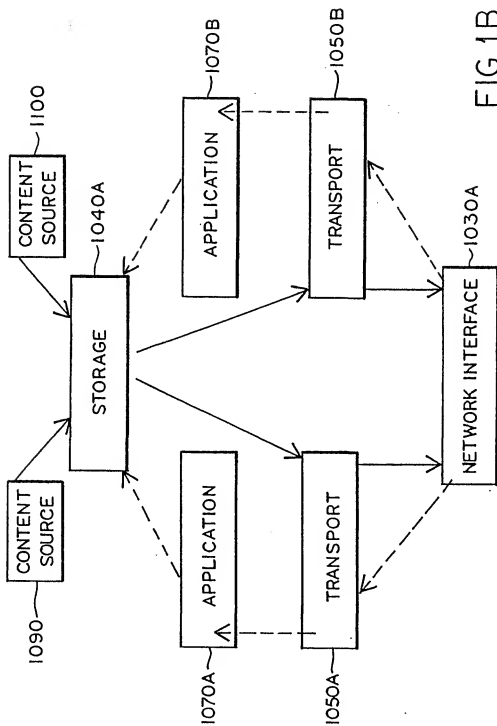 1090
CONTENT
SOURCE
CONTENT
SOURCE
1100
STORAGE
1040A
1070A
APPLICATION
APPLICATION
1070B
1050A
TRANSPORT
TRANSPORT
1050B
NETWORK INTERFACE
1030A
FIG 1B